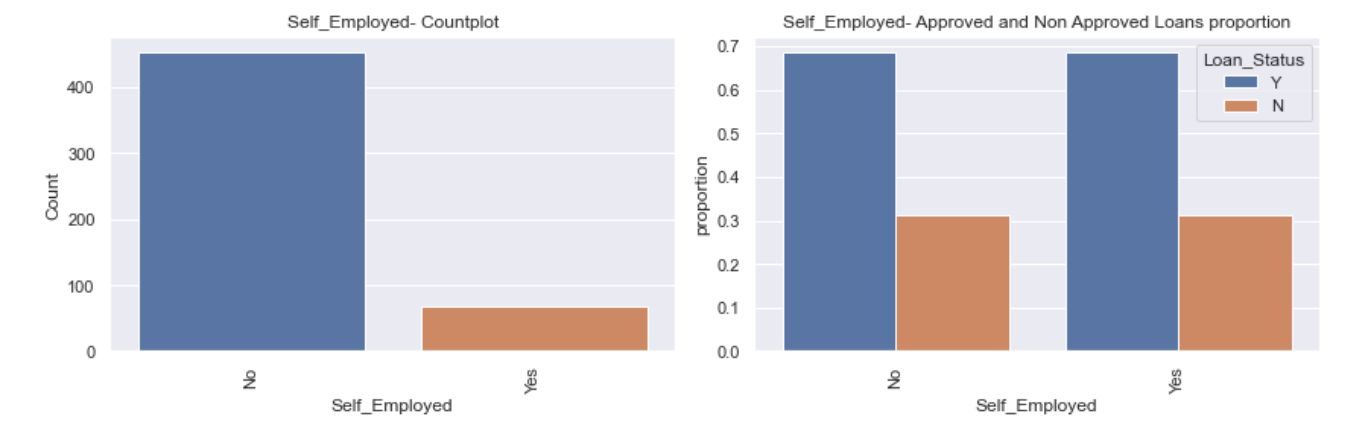 Self_Employed- Countplot
400
300
200
100
0
Count
No
Yes
Self_Employed
Self_Employed- Approved and Non Approved Loans proportion
0.7
0.6
0.5
0.4
0.3
0.2
0.1
0.0
proportion
Loan_Status
Y
N
No
Yes
Self_Employed